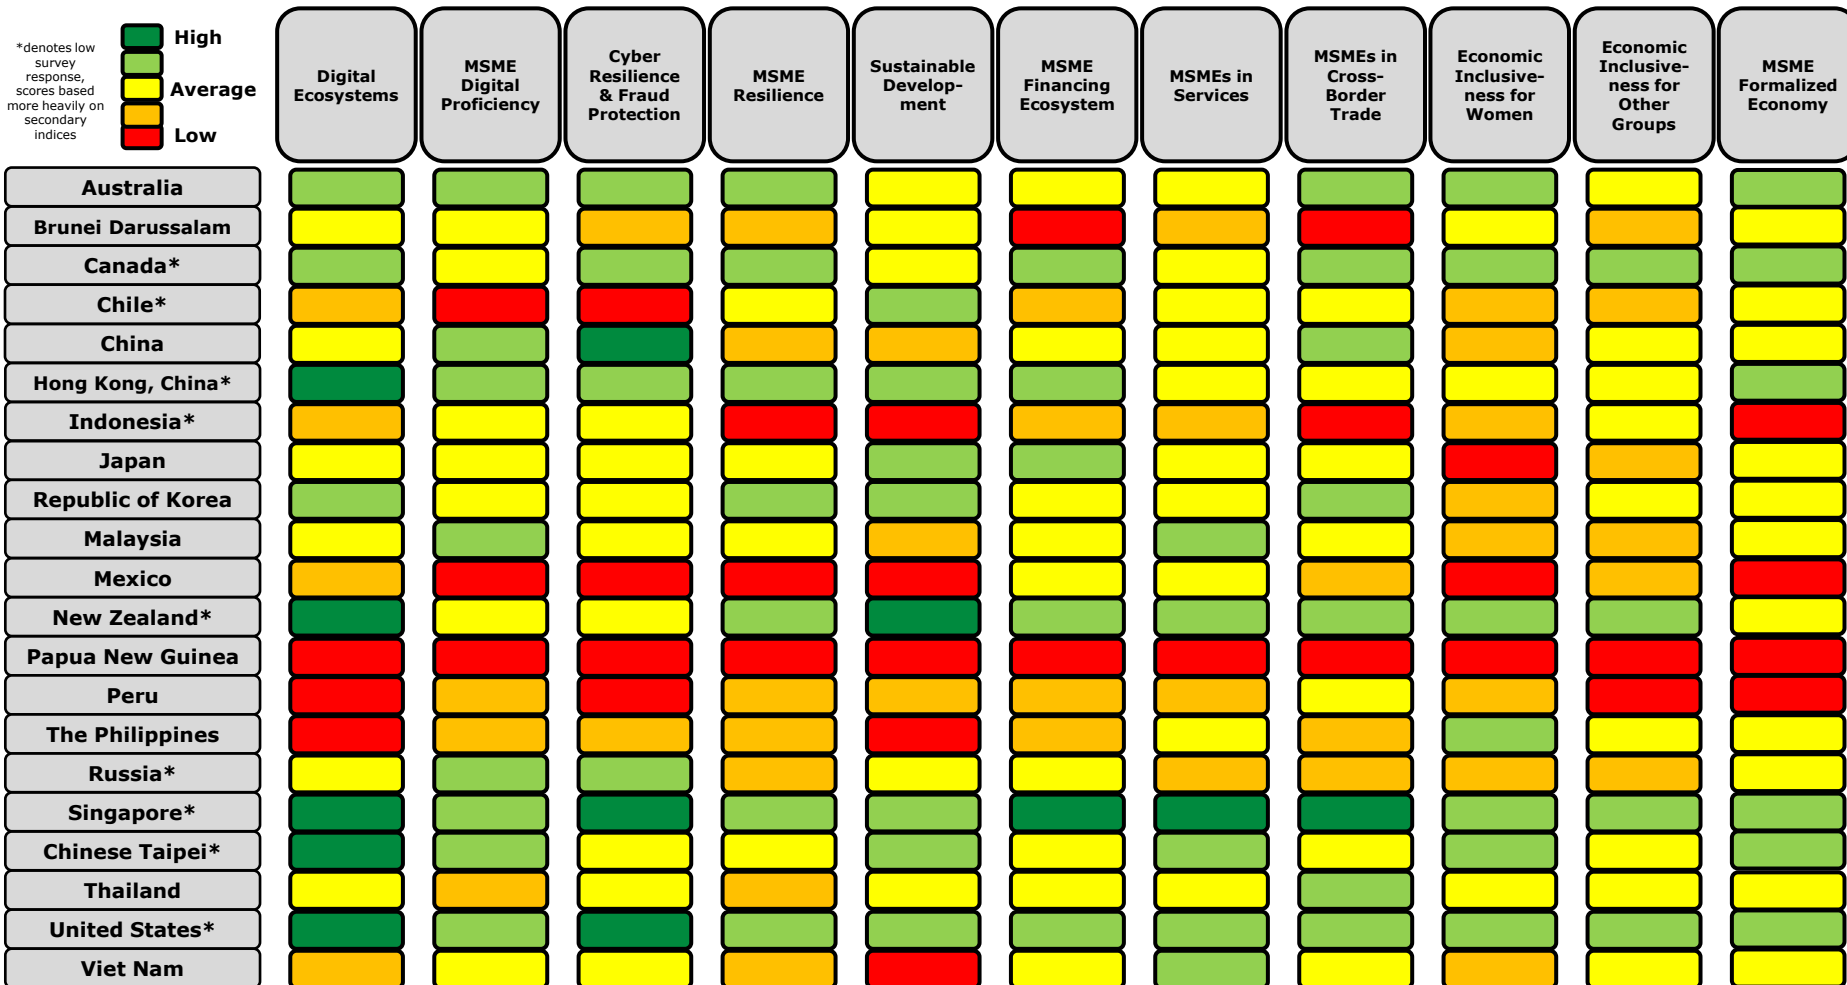 *denotes low
survey
response,
scores based
more heavily on
secondary
indices
High
Average
Low
Digital
Ecosystems
MSME
Digital
Proficiency
Cyber
Resilience
& Fraud
Protection
MSME
Resilience
Sustainable
Develop-
ment
MSME
Financing
Ecosystem
MSMEs in
Services
MSMEs in
Cross-
Border
Trade
Economic
Inclusive-
ness for
Women
Economic
Inclusive-
ness for
Other
Groups
MSME
Formalized
Economy
Australia
Brunei Darussalam
Canada*
Chile*
China
Hong Kong, China*
Indonesia*
Japan
Republic of Korea
Malaysia
Mexico
New Zealand*
Papua New Guinea
Peru
The Philippines
Russia*
Singapore*
Chinese Taipei*
Thailand
United States*
Viet Nam